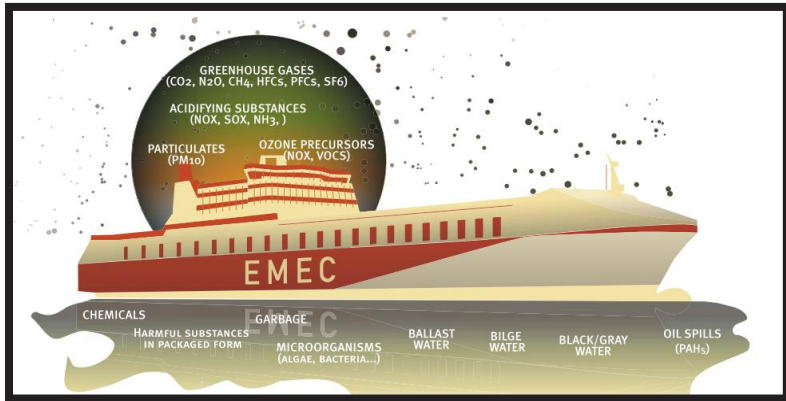 GREENHOUSE GASES
(CO2, N2O, CH4, HFCs, PFCs, SF6)
ACIDIFYING SUBSTANCES
(NOX, SOX, NH3, )
PARTICULATES
(PM10)
OZONE PRECURSORS
(NOX, VOCS)
EMEC
CHEMICALS
HARMFUL SUBSTANCES
IN PACKAGED FORM
GARBAGE
EMEC
MICROORGANISMS
(ALGAE, BACTERIA...)
BALLAST
WATER
BILGE
WATER
BLACK/GRAY
WATER
OIL SPILLS
(PAHs)